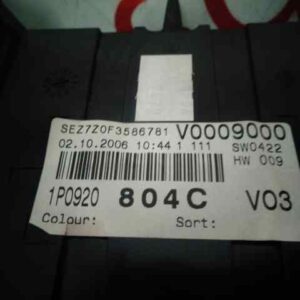 SEZ7Z0F3586781 V0009000
02.10.2006 10:44 1 111 SW0422
HW 009
1P0920 804C V03
Colour: Sort: